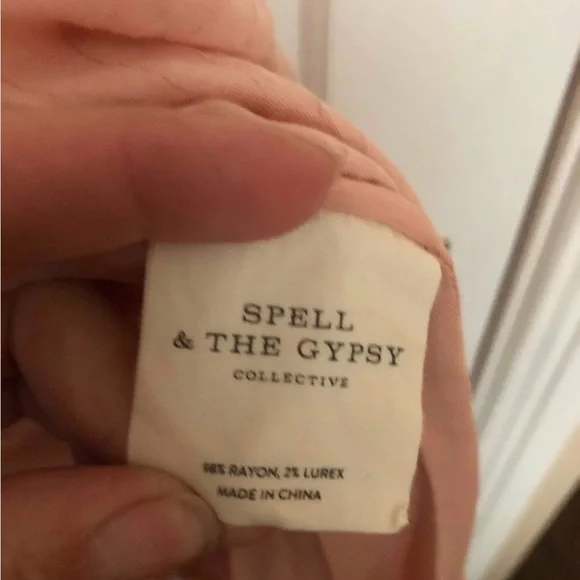 SPELL
& THE GYPSY
COLLECTIVE
98% RAYON, 2% LUREX
MADE IN CHINA